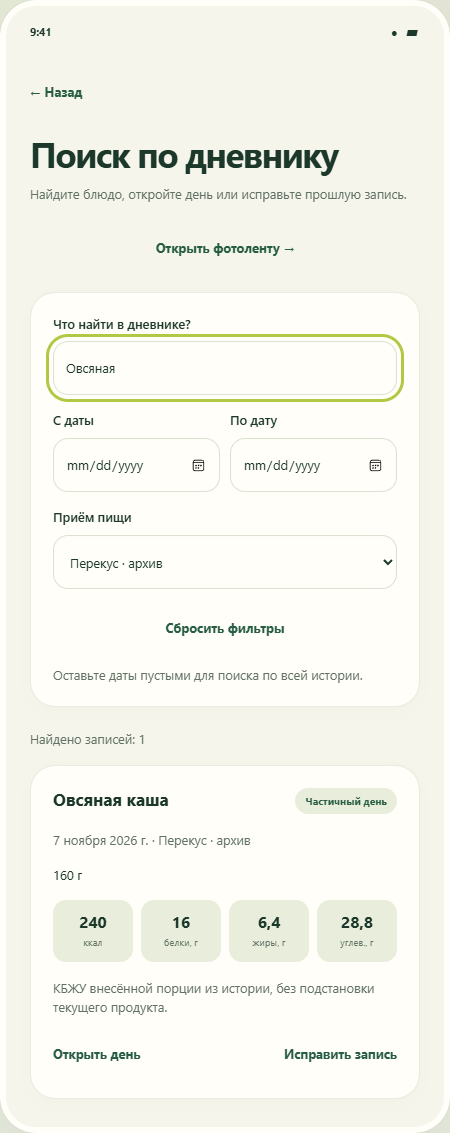 9:41
← Назад
Поиск по дневнику
Найдите блюдо, откройте день или исправьте прошлую запись.
Открыть фотоленту →
Что найти в дневнике?
Овсяная
С даты По дату
mm/dd/yyyy mm/dd/yyyy
Приём пищи
Перекус · архив
Сбросить фильтры
Оставьте даты пустыми для поиска по всей истории.
Найдено записей: 1
Овсяная каша Частичный день
7 ноября 2026 г. · Перекус · архив
160 г
240 16 6,4 28,8
ккал белки, г жиры, г углев., г
КБЖУ внесённой порции из истории, без подстановки
текущего продукта.
Открыть день Исправить запись